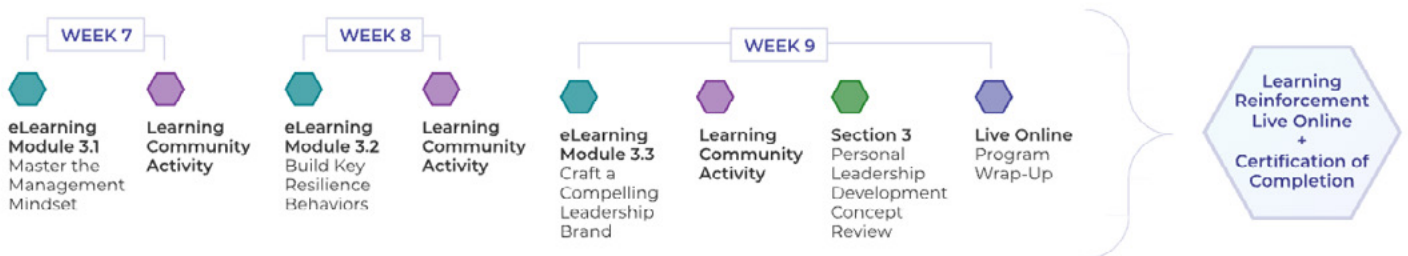 WEEK 7
eLearning
Module 3.1
Master the
Management
Mindset
Learning
Community
Activity
WEEK 8
eLearning
Module 3.2
Build Key
Resilience
Behaviors
Learning
Community
Activity
WEEK 9
eLearning
Module 3.3
Craft a
Compelling
Leadership
Brand
Learning
Community
Activity
Section 3
Personal
Leadership
Development
Concept
Review
Live Online
Program
Wrap-Up
Learning
Reinforcement
Live Online
+
Certification of
Completion